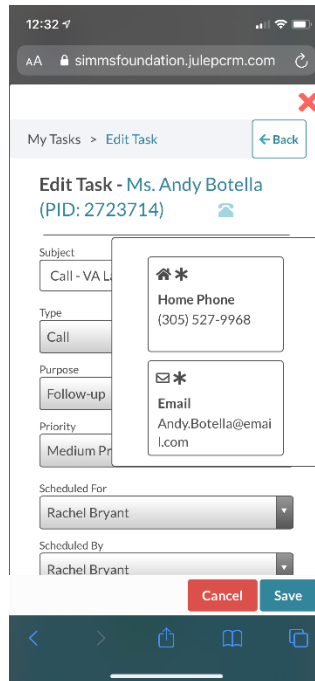 12:32
AA simmsfoundation.julepcrm.com
My Tasks > Edit Task
Back
Edit Task - Ms. Andy Botella
(PID: 2723714)
Subject
Call - VA L
Home Phone
(305) 527-9968
Type
Call
Purpose
Follow-up
Email
Andy.Botella@emai
l.com
Priority
Medium Pr
Scheduled For
Rachel Bryant
Scheduled By
Rachel Bryant
Cancel
Save